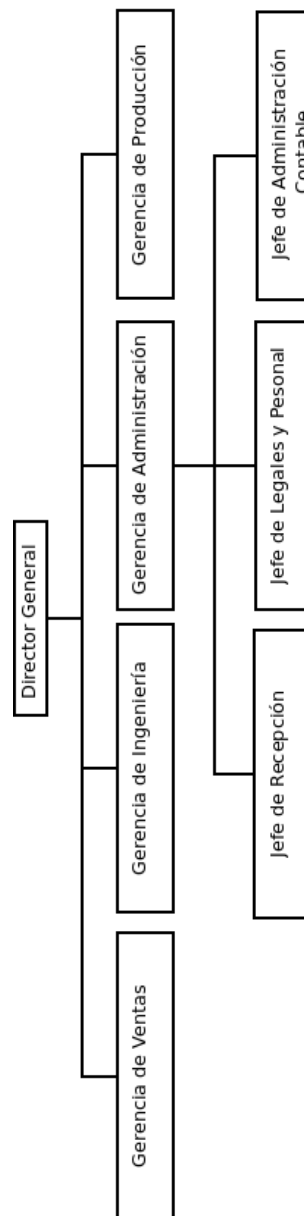 Director General
Gerencia de Ventas
Gerencia de Ingeniería
Gerencia de Administración
Gerencia de Producción
Jefe de Recepción
Jefe de Legales y Pesonal
Jefe de Administración
Contable